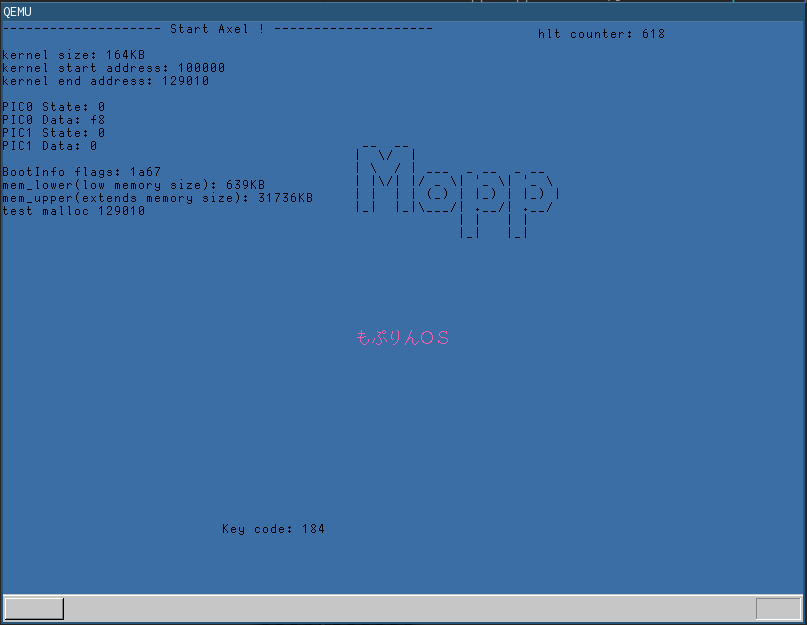 QEMU
-------------------- Start Axel ! --------------------
hlt counter: 618
kernel size: 164KB
kernel start address: 100000
kernel end address: 129010
PIC0 State: 0
PIC0 Data: f8
PIC1 State: 0
PIC1 Data: 0
BootInfo flags: 1a67
mem_lower(low memory size): 639KB
mem_upper(extends memory size): 31736KB
test malloc 129010
Mopp
もぷりんOS
Key code: 184